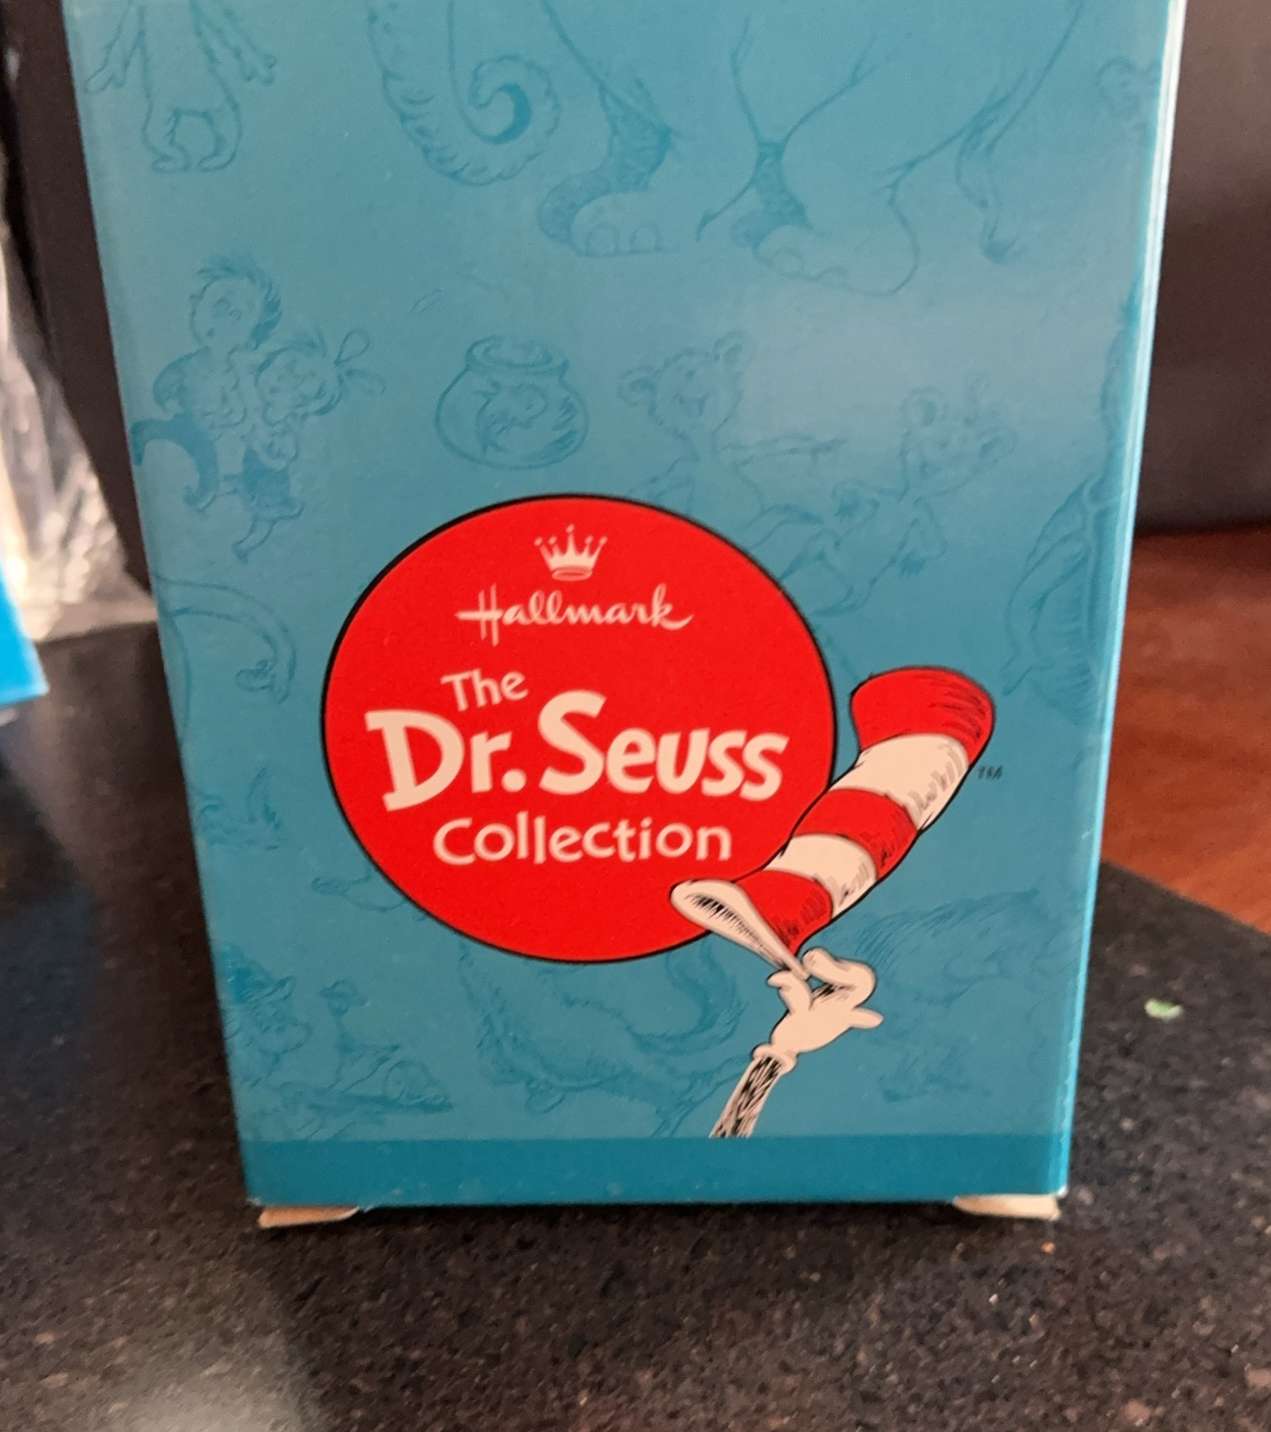 Hallmark
The
Dr. Seuss
Collection
TM